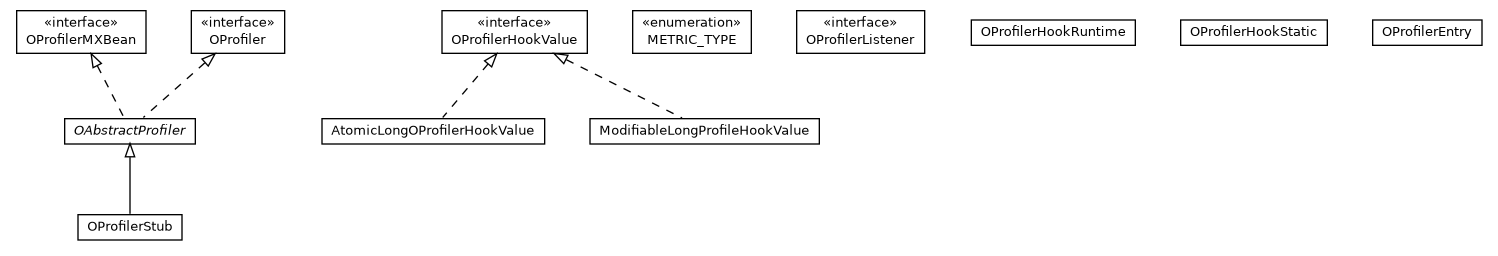 «interface»
OProfilerMXBean
«interface»
OProfiler
«interface»
OProfilerHookValue
«enumeration»
METRIC_TYPE
«interface»
OProfilerListener
OProfilerHookRuntime
OProfilerHookStatic
OProfilerEntry
OAbstractProfiler
AtomicLongOProfilerHookValue
ModifiableLongProfileHookValue
OProfilerStub